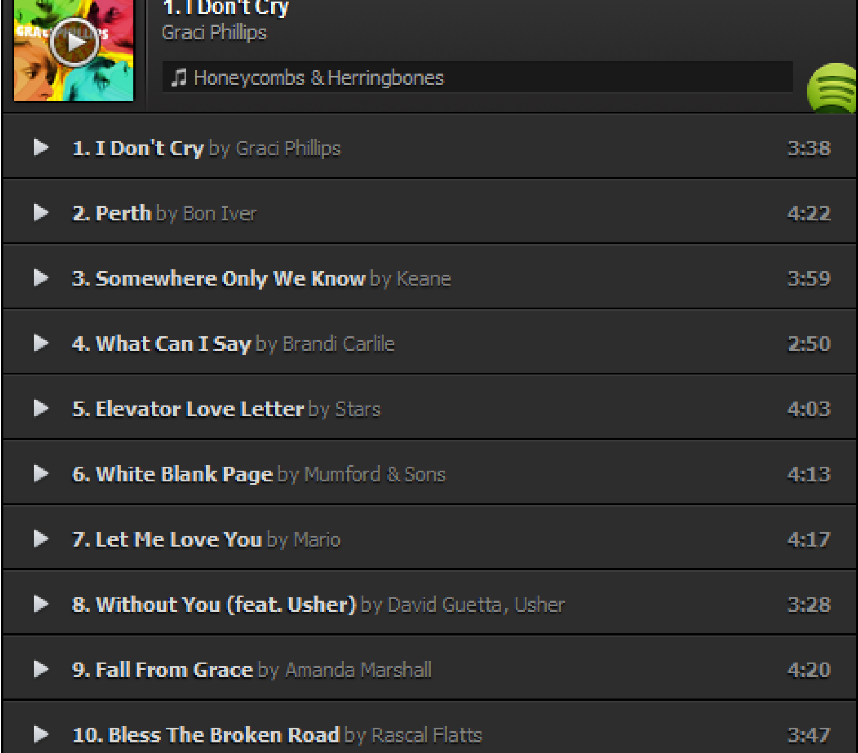 1. I Don't Cry
Graci Phillips
GRACI PHILLIPS
Honeycombs & Herringbones
1. I Don't Cry by Graci Phillips 3:38
2. Perth by Bon Iver 4:22
3. Somewhere Only We Know by Keane 3:59
4. What Can I Say by Brandi Carlile 2:50
5. Elevator Love Letter by Stars 4:03
6. White Blank Page by Mumford & Sons 4:13
7. Let Me Love You by Mario 4:17
8. Without You (feat. Usher) by David Guetta, Usher 3:28
9. Fall From Grace by Amanda Marshall 4:20
10. Bless The Broken Road by Rascal Flatts 3:47